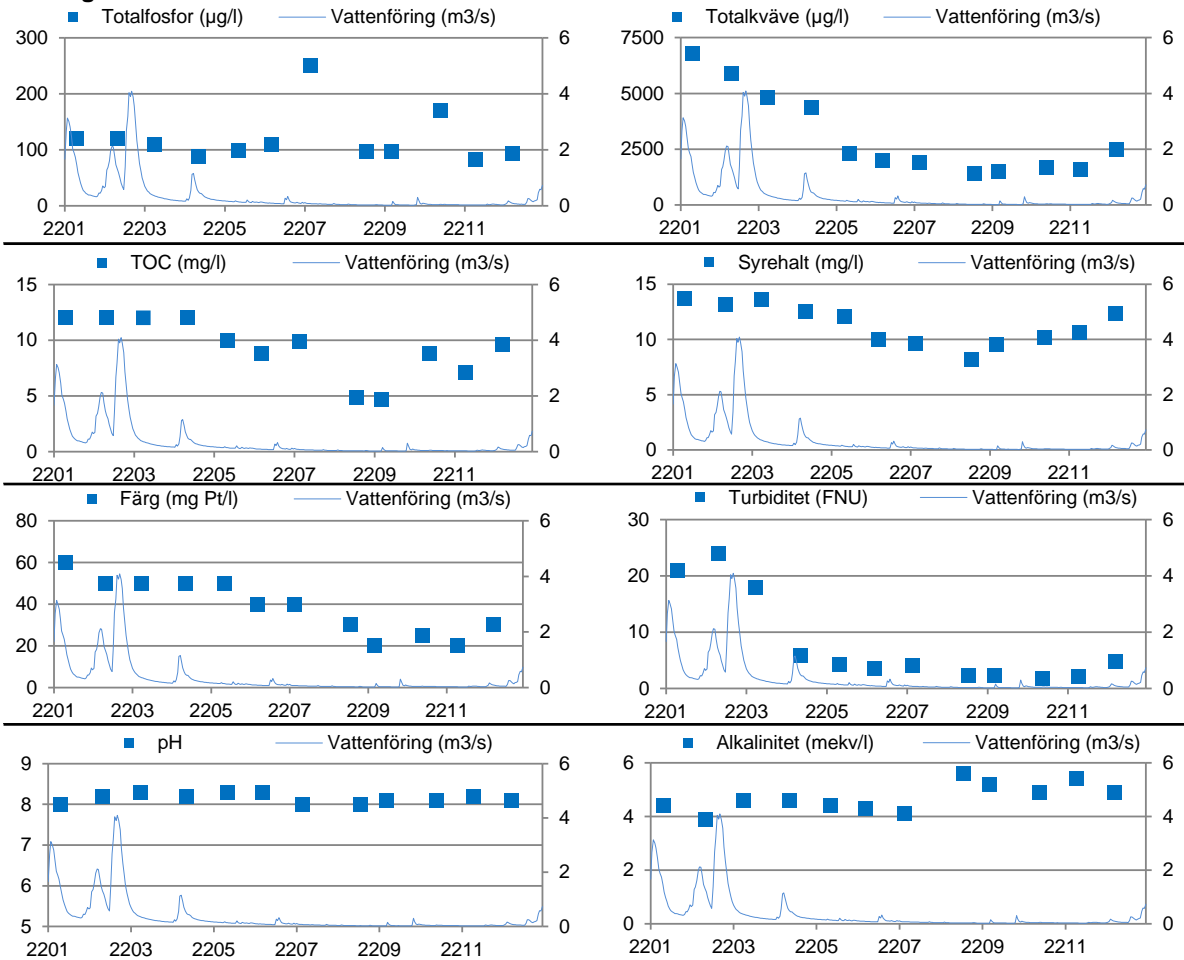 Totalfosfor (µg/l) Vattenföring (m3/s)
300 6
200 4
100 2
0 0
2201 2203 2205 2207 2209 2211
Totalkväve (µg/l) Vattenföring (m3/s)
7500 6
5000 4
2500 2
0 0
2201 2203 2205 2207 2209 2211
TOC (mg/l) Vattenföring (m3/s)
15 6
10 4
5 2
0 0
2201 2203 2205 2207 2209 2211
Syrehalt (mg/l) Vattenföring (m3/s)
15 6
10 4
5 2
0 0
2201 2203 2205 2207 2209 2211
Färg (mg Pt/l) Vattenföring (m3/s)
80 6
60
40 4
20 2
0 0
2201 2203 2205 2207 2209 2211
Turbiditet (FNU) Vattenföring (m3/s)
30 6
20 4
10 2
0 0
2201 2203 2205 2207 2209 2211
pH Vattenföring (m3/s)
9 6
8
7 4
6 2
5 0
2201 2203 2205 2207 2209 2211
Alkalinitet (mekv/l) Vattenföring (m3/s)
6 6
4 4
2 2
0 0
2201 2203 2205 2207 2209 2211